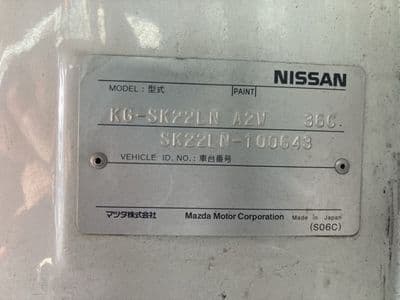 NISSAN
MODEL: 型式 PAINT
KG-SK22LN A2W 36C.
SK22LN-100643
VEHICLE ID. NO.: 車台番号
マツダ株式会社 Mazda Motor Corporation Made in Japan
(S06C)